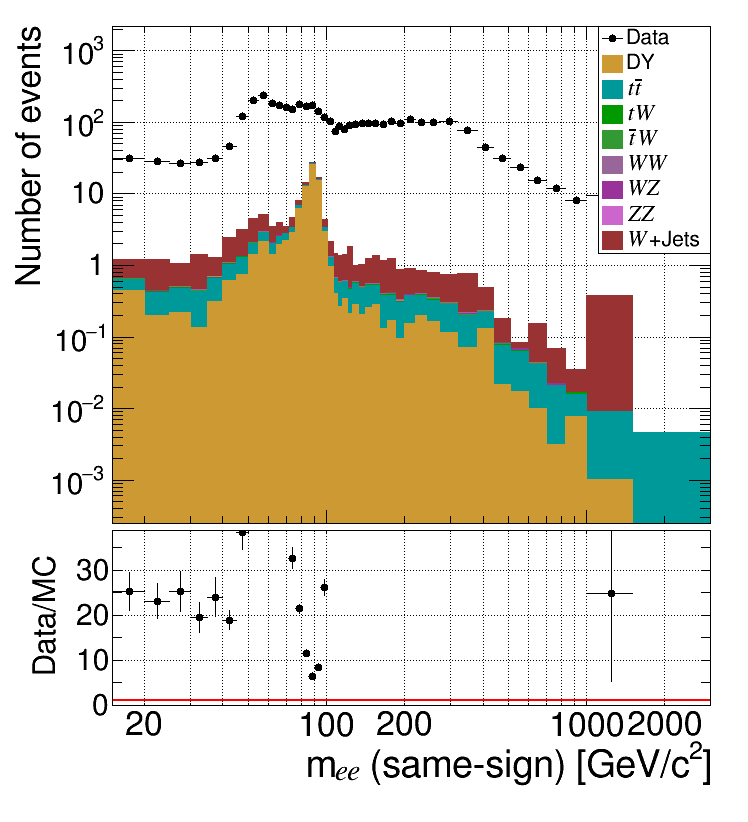 Number of events
10³
10²
10
1
10⁻¹
10⁻²
10⁻³
Data
DY
tt̄
tW
t̄W
WW
WZ
ZZ
W+Jets
Data/MC
30
20
10
0
20 100 200 1000 2000
mₑₑ (same-sign) [GeV/c²]